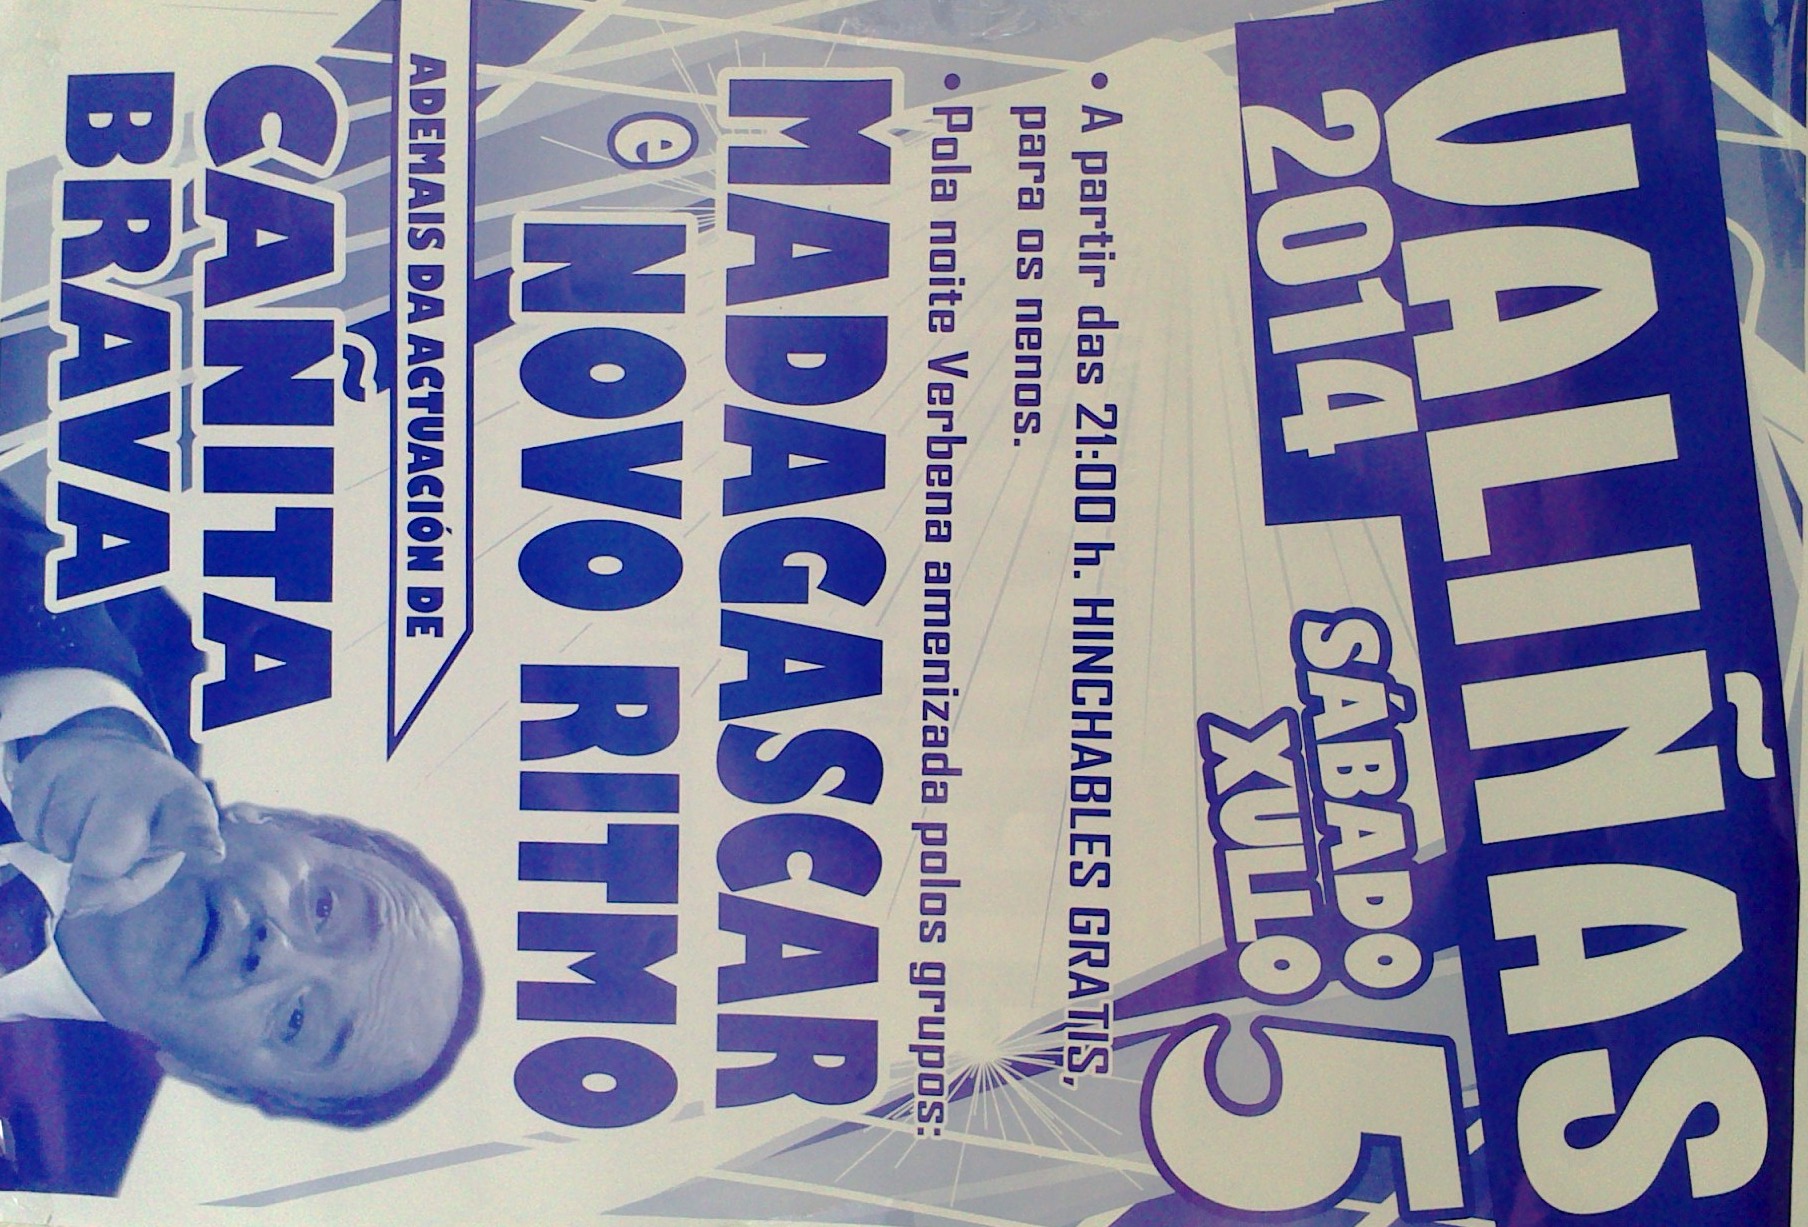 VALIÑAS
2014
SÁBADO
XULLO
5
• A partir das 21:00 h. HINCHABLES GRATIS,
para os nenos.
• Pola noite Verbena amenizada polos grupos:
MADAGASCAR
e NOVO RITMO
ADEMAIS DA ACTUACIÓN DE
CAÑITA
BRAVA